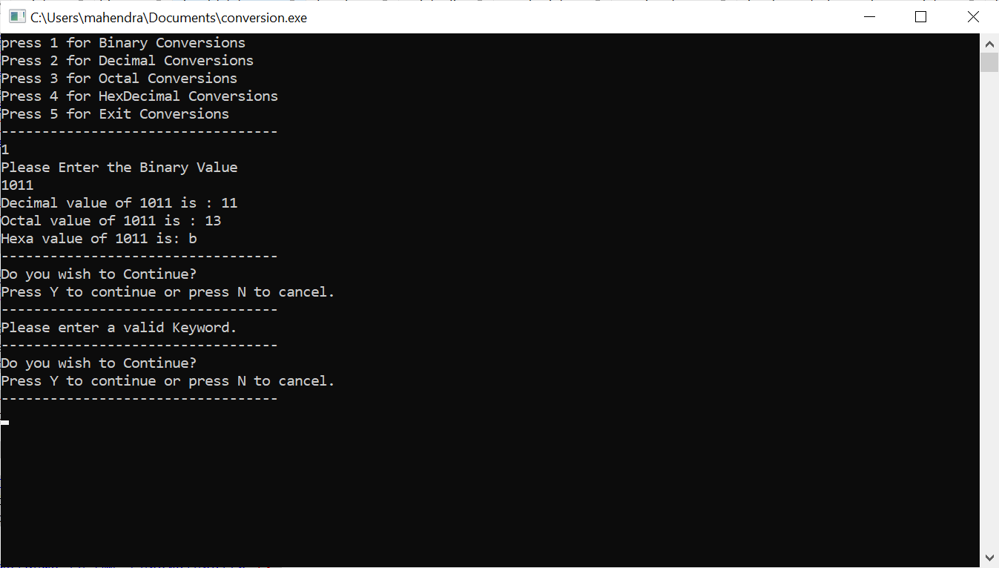 C:\Users\mahendra\Documents\conversion.exe
press 1 for Binary Conversions
Press 2 for Decimal Conversions
Press 3 for Octal Conversions
Press 4 for HexDecimal Conversions
Press 5 for Exit Conversions
----------------------------------
1
Please Enter the Binary Value
1011
Decimal value of 1011 is : 11
Octal value of 1011 is : 13
Hexa value of 1011 is: b
----------------------------------
Do you wish to Continue?
Press Y to continue or press N to cancel.
----------------------------------
Please enter a valid Keyword.
----------------------------------
Do you wish to Continue?
Press Y to continue or press N to cancel.
----------------------------------